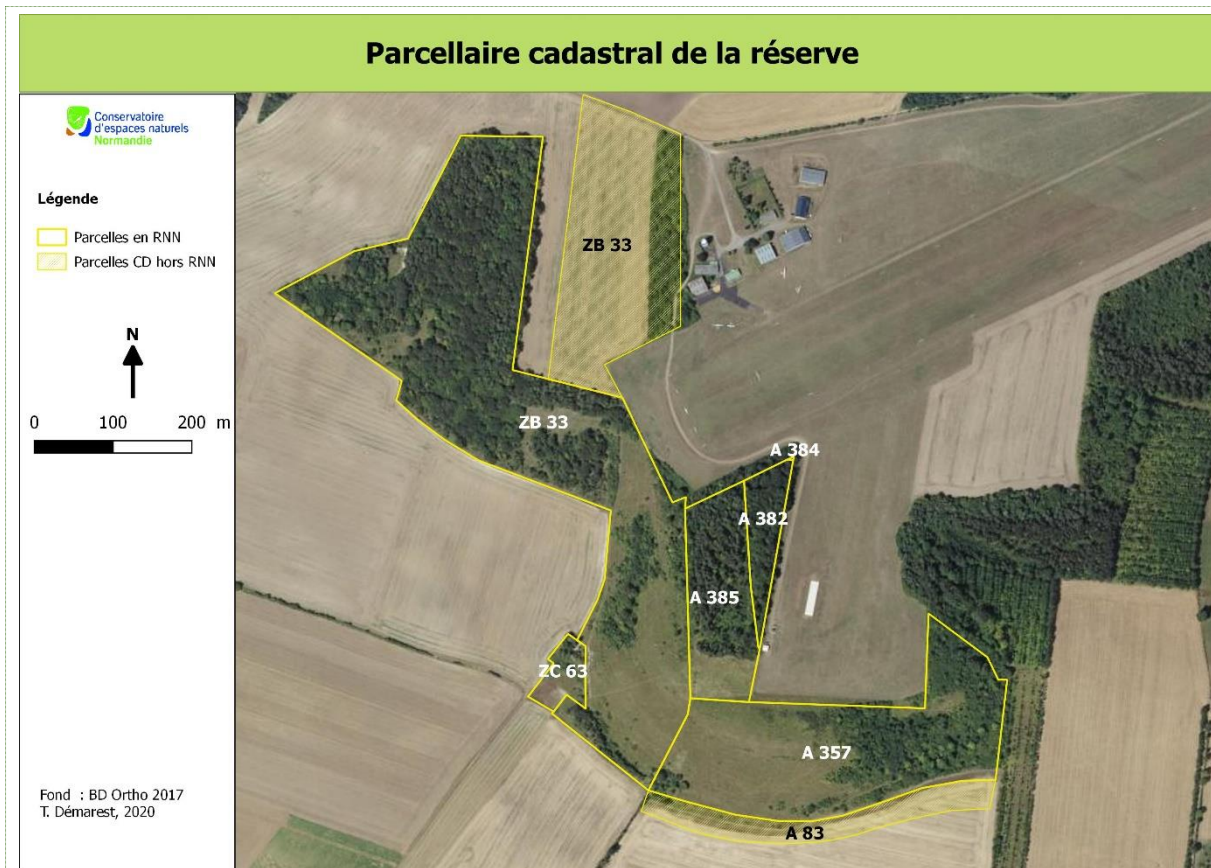 Parcellaire cadastral de la réserve
Conservatoire
d'espaces naturels
Normandie
Légende
Parcelles en RNN
Parcelles CD hors RNN
N
0 100 200 m
Fond : BD Ortho 2017
T. Démarest, 2020
ZB 33
ZB 33
A 384
A 382
A 385
ZC 63
A 357
A 83